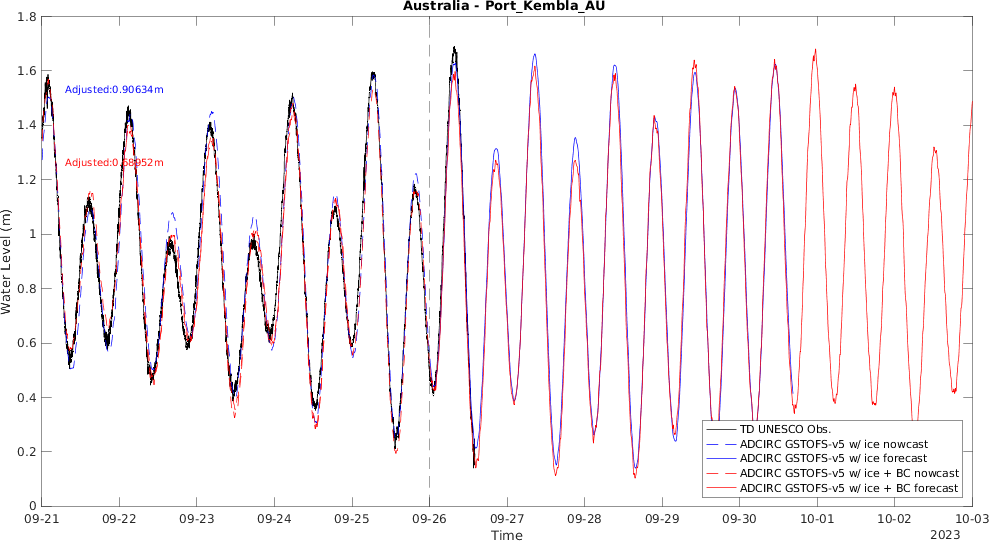 Australia - Port_Kembla_AU
Water Level (m)
1.8
1.6
1.4
1.2
1
0.8
0.6
0.4
0.2
0
Adjusted:0.90634m
Adjusted:0.68952m
TD UNESCO Obs.
ADCIRC GSTOFS-v5 w/ ice nowcast
ADCIRC GSTOFS-v5 w/ ice forecast
ADCIRC GSTOFS-v5 w/ ice + BC nowcast
ADCIRC GSTOFS-v5 w/ ice + BC forecast
09-21 09-22 09-23 09-24 09-25 09-26 09-27 09-28 09-29 09-30 10-01 10-02 10-03
Time
2023